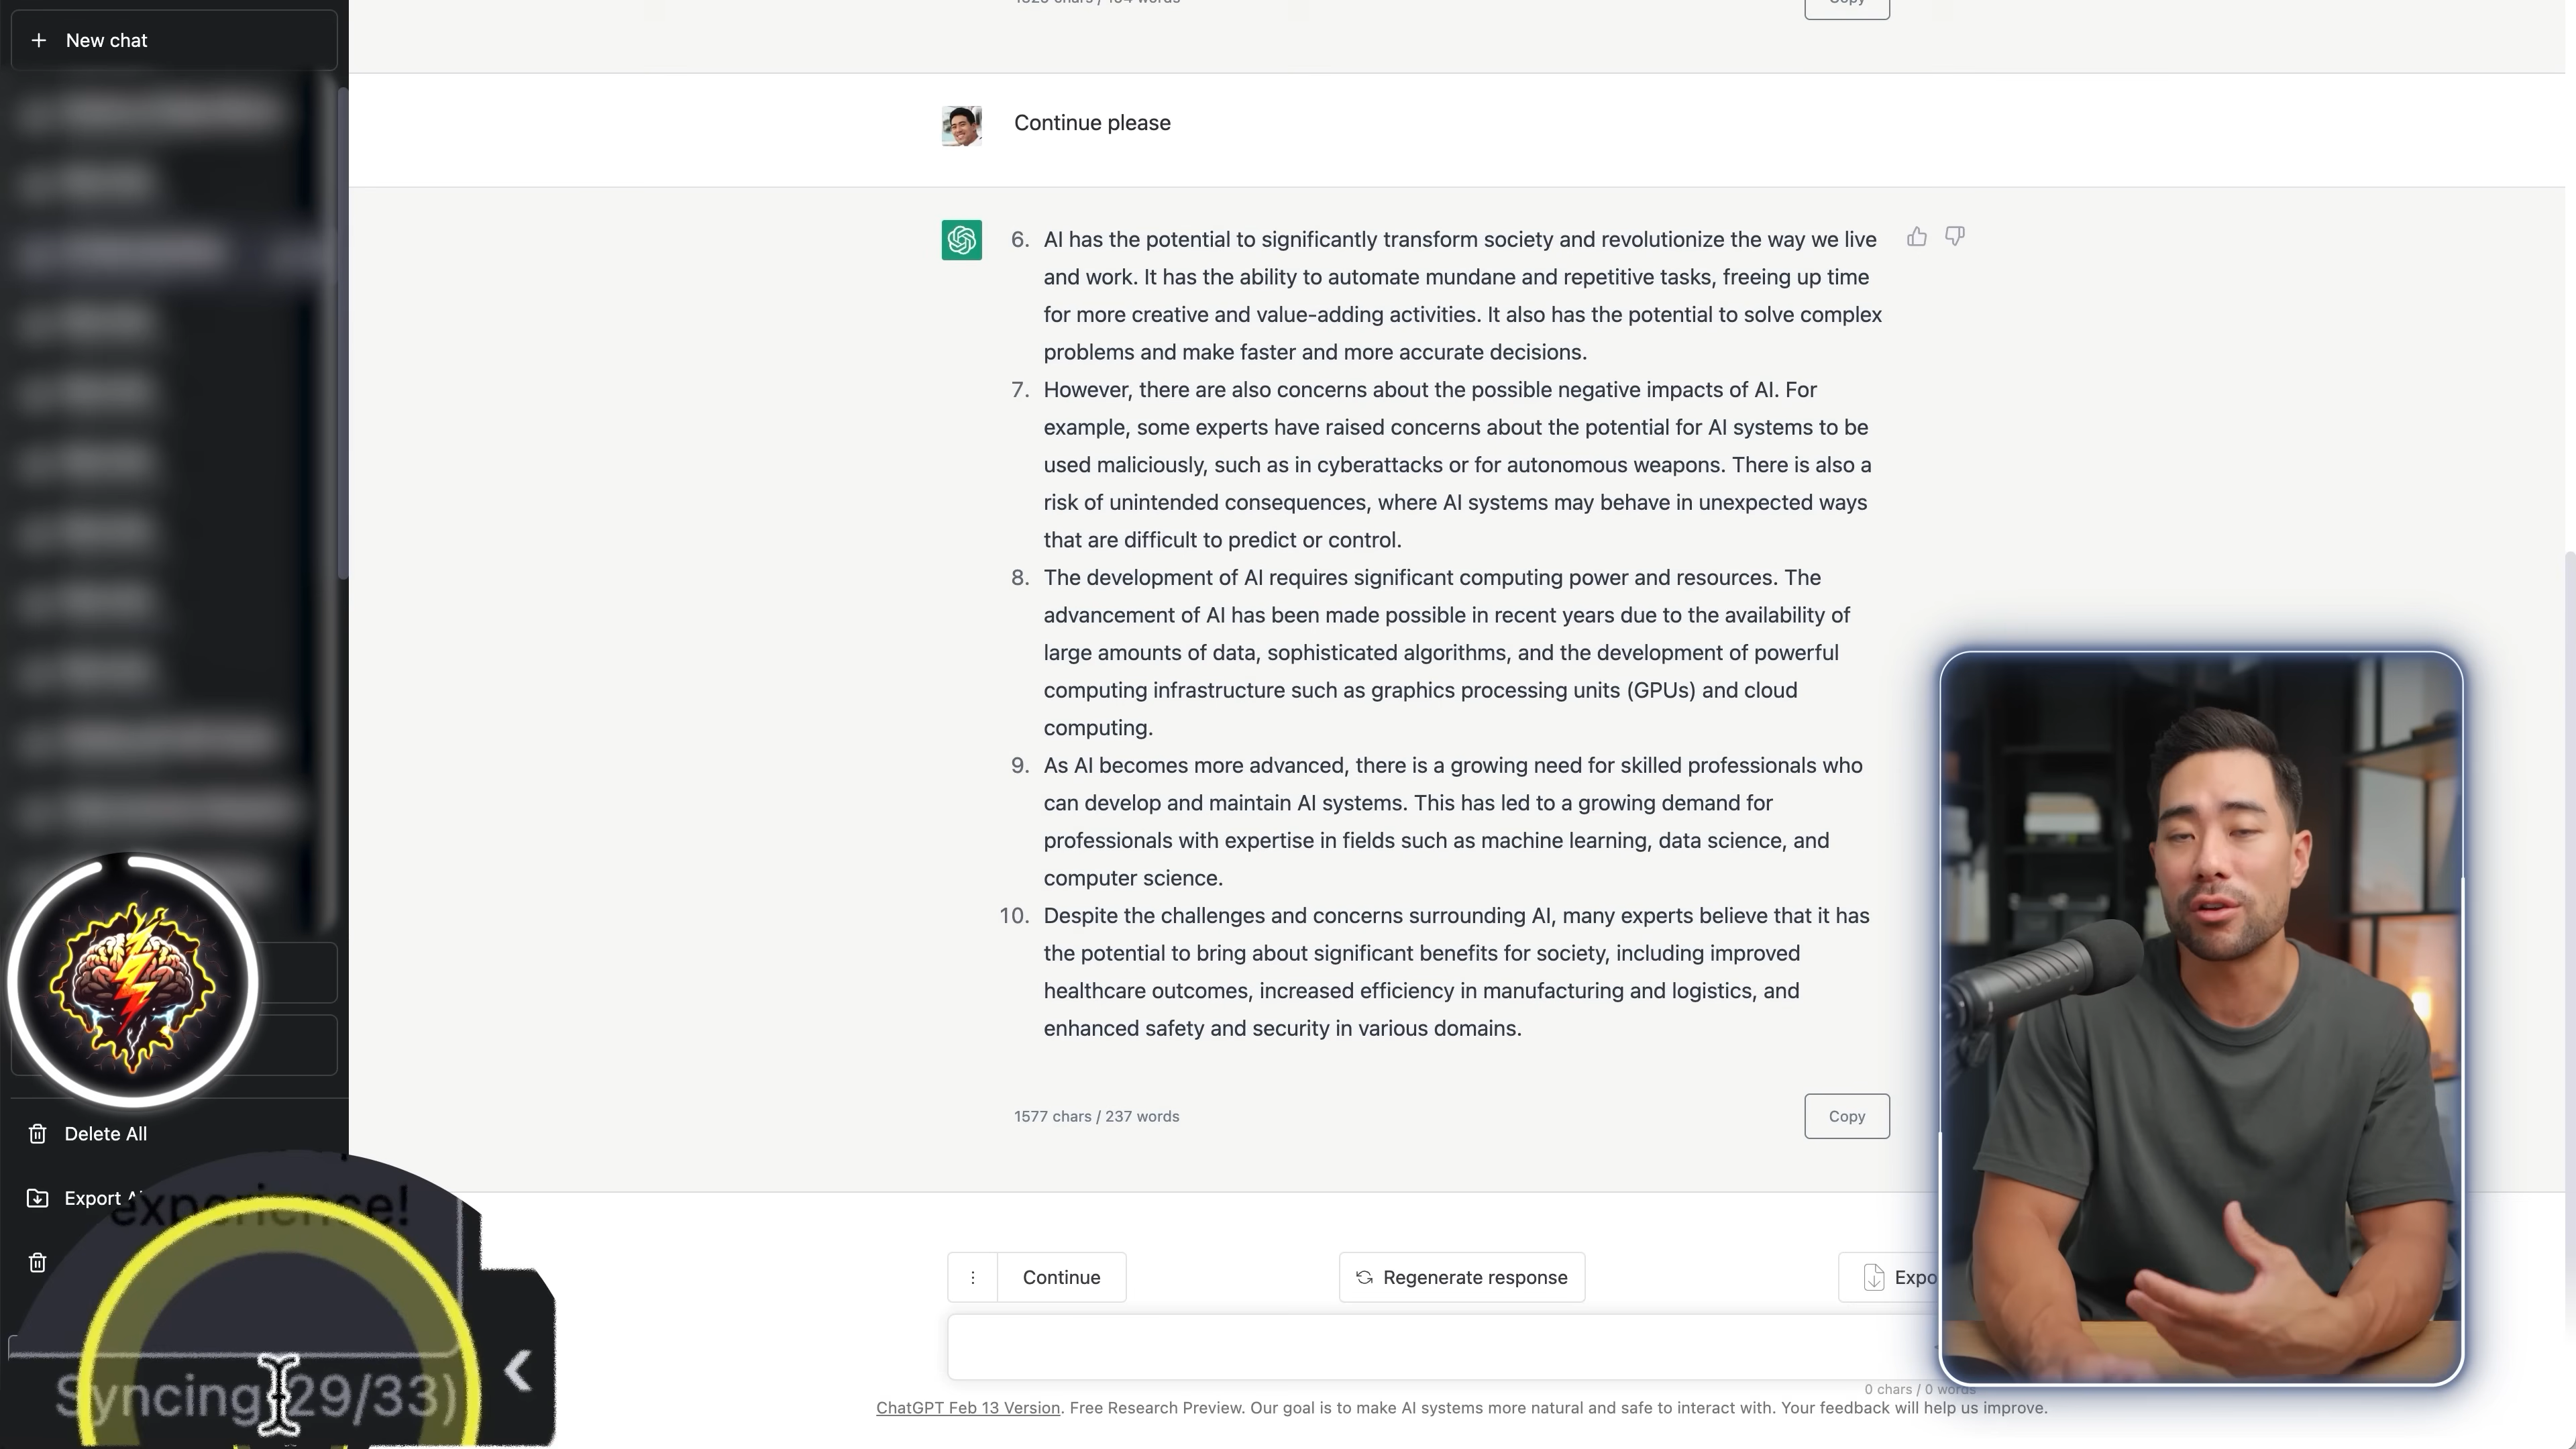 New chat
Copy
Continue please
6. AI has the potential to significantly transform society and revolutionize the way we live
and work. It has the ability to automate mundane and repetitive tasks, freeing up time
for more creative and value-adding activities. It also has the potential to solve complex
problems and make faster and more accurate decisions.
7. However, there are also concerns about the possible negative impacts of AI. For
example, some experts have raised concerns about the potential for AI systems to be
used maliciously, such as in cyberattacks or for autonomous weapons. There is also a
risk of unintended consequences, where AI systems may behave in unexpected ways
that are difficult to predict or control.
8. The development of AI requires significant computing power and resources. The
advancement of AI has been made possible in recent years due to the availability of
large amounts of data, sophisticated algorithms, and the development of powerful
computing infrastructure such as graphics processing units (GPUs) and cloud
computing.
9. As AI becomes more advanced, there is a growing need for skilled professionals who
can develop and maintain AI systems. This has led to a growing demand for
professionals with expertise in fields such as machine learning, data science, and
computer science.
10. Despite the challenges and concerns surrounding AI, many experts believe that it has
the potential to bring about significant benefits for society, including improved
healthcare outcomes, increased efficiency in manufacturing and logistics, and
enhanced safety and security in various domains.
1577 chars / 237 words
Copy
Delete All
Export
experience!
Syncing 29/33)
Continue
Regenerate response
Expo
0 chars / 0 words
ChatGPT Feb 13 Version. Free Research Preview. Our goal is to make AI systems more natural and safe to interact with. Your feedback will help us improve.